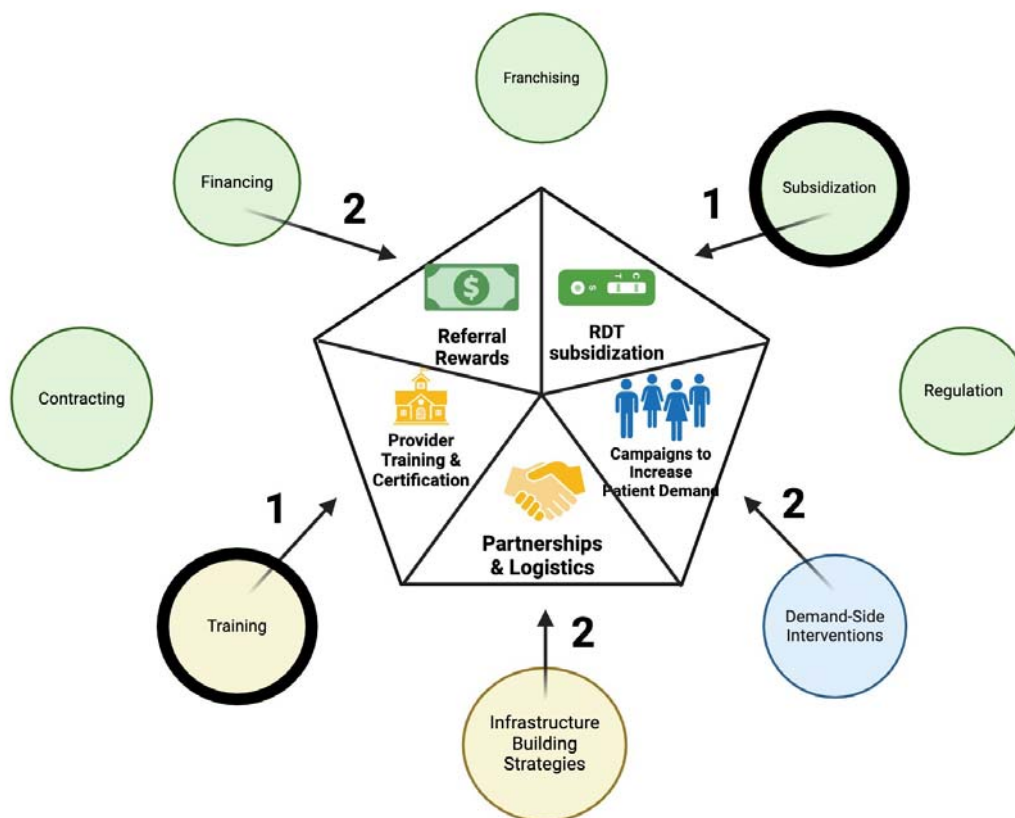 Franchising
Financing
2
Subsidization
1
$
Referral
Rewards
C
T
S
RDT
subsidization
Contracting
Regulation
Provider
Training &
Certification
Campaigns to
Increase
Patient Demand
1
2
Partnerships
& Logistics
Training
2
Demand-Side
Interventions
Infrastructure
Building
Strategies